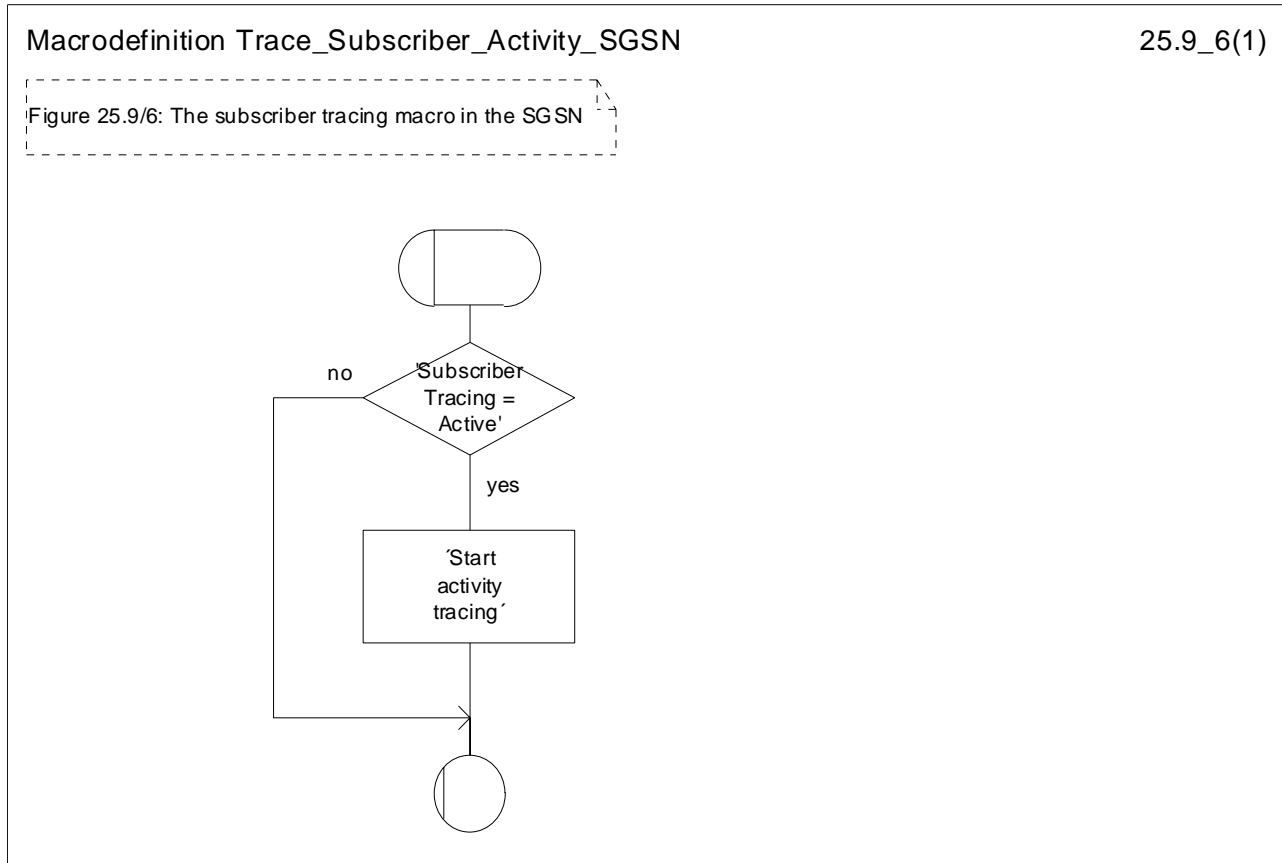 Macrodefinition Trace_Subscriber_Activity_SGSN
25.9_6(1)
Figure 25.9/6: The subscriber tracing macro in the SGSN
no
'Subscriber
Tracing =
Active'
yes
´Start
activity
tracing´